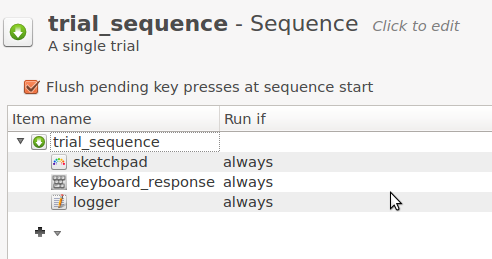 trial_sequence - Sequence Click to edit
A single trial
Flush pending key presses at sequence start
Item name Run if
trial_sequence
sketchpad always
keyboard_response always
logger always